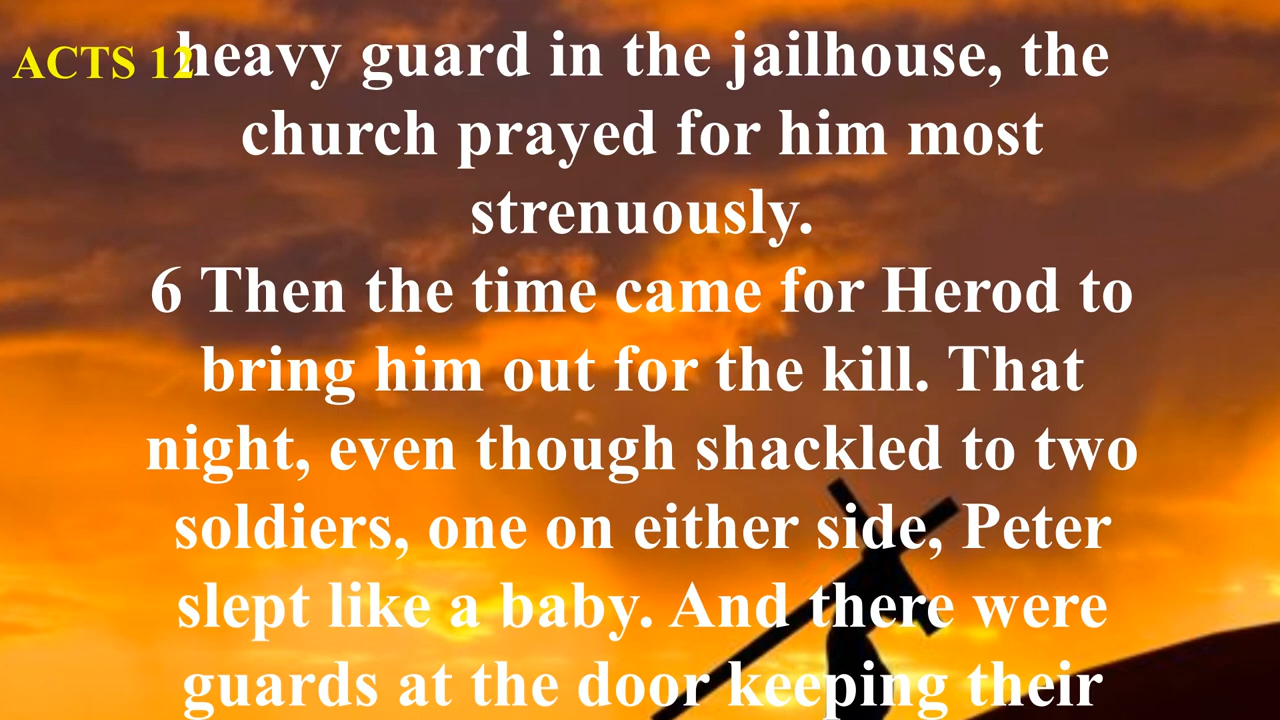 ACTS 12
heavy guard in the jailhouse, the
church prayed for him most
strenuously.
6 Then the time came for Herod to
bring him out for the kill. That
night, even though shackled to two
soldiers, one on either side, Peter
slept like a baby. And there were
guards at the door keeping their